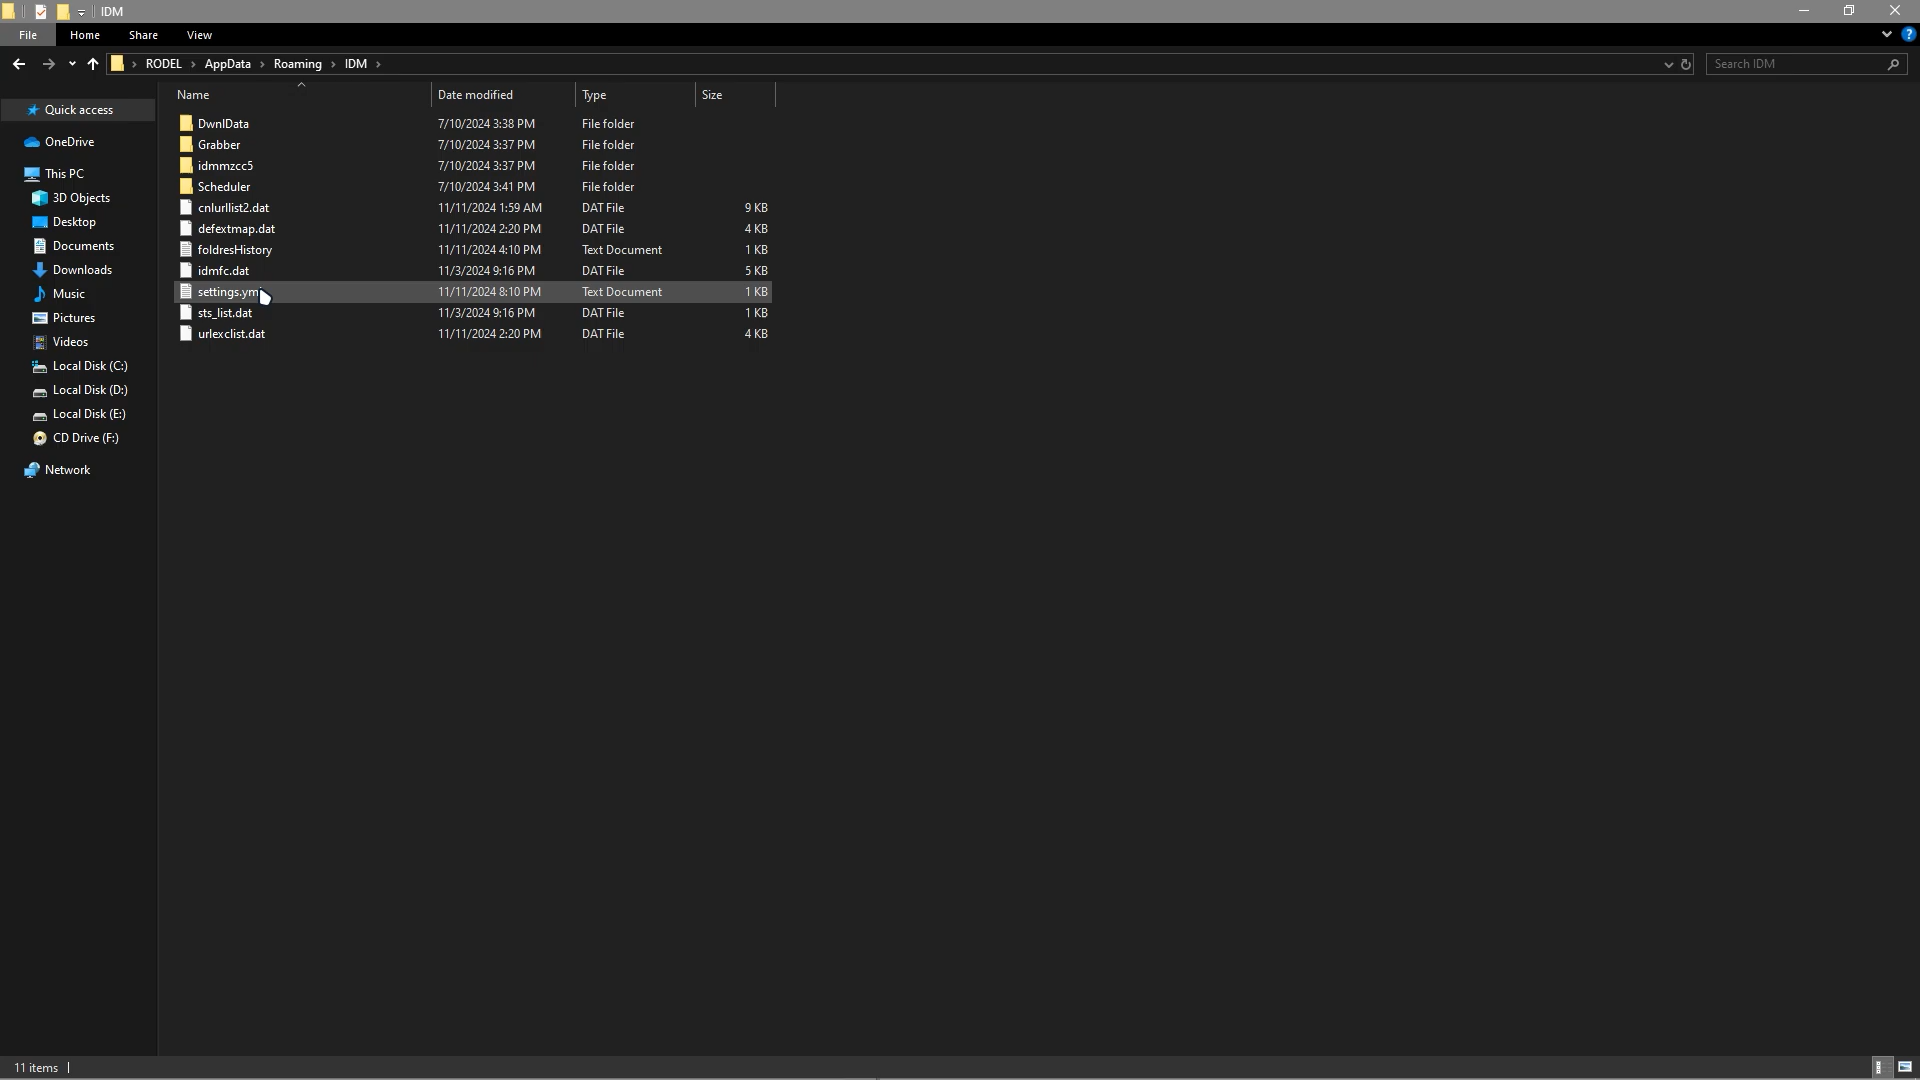 IDM
File Home Share View
RODEL AppData Roaming IDM
Search IDM
Name Date modified Type Size
Quick access
OneDrive
This PC
3D Objects
Desktop
Documents
Downloads
Music
Pictures
Videos
Local Disk (C:)
Local Disk (D:)
Local Disk (E:)
CD Drive (F:)
Network
DwnlData 7/10/2024 3:38 PM File folder
Grabber 7/10/2024 3:37 PM File folder
idmmzcc5 7/10/2024 3:37 PM File folder
Scheduler 7/10/2024 3:41 PM File folder
cnlurllist2.dat 11/11/2024 1:59 AM DAT File 9 KB
defextmap.dat 11/11/2024 2:20 PM DAT File 4 KB
foldresHistory 11/11/2024 4:10 PM Text Document 1 KB
idmfc.dat 11/3/2024 9:16 PM DAT File 5 KB
11/11/2024 8:10 PM Text Document 1 KB
sts_list.dat 11/3/2024 9:16 PM DAT File 1 KB
urlexclist.dat 11/11/2024 2:20 PM DAT File 4 KB
11 items